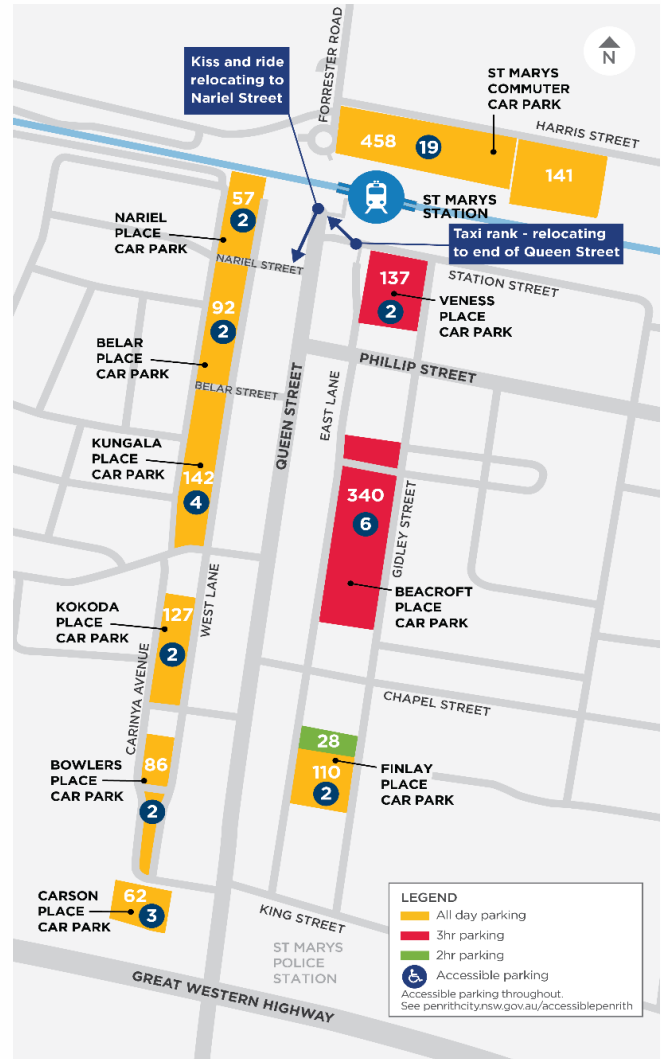 N
FORRESTER ROAD
Kiss and ride
relocating to
Nariel Street
ST MARYS
COMMUTER
CAR PARK
HARRIS STREET
458
19
141
ST MARYS
STATION
57
2
NARIEL
PLACE
CAR PARK
NARIEL STREET
Taxi rank - relocating
to end of Queen Street
STATION STREET
137
2
VENESS
PLACE
CAR PARK
92
2
BELAR
PLACE
CAR PARK
BELAR STREET
PHILLIP STREET
QUEEN STREET
EAST LANE
KUNGALA
PLACE
CAR PARK
142
4
340
6
GIDLEY STREET
BEACROFT
PLACE
CAR PARK
KOKODA
PLACE
CAR PARK
127
2
WEST LANE
CARINYA AVENUE
CHAPEL STREET
BOWLERS
PLACE
CAR PARK
86
2
28
110
2
FINLAY
PLACE
CAR PARK
CARSON
PLACE
CAR PARK
62
3
KING STREET
ST MARYS
POLICE
STATION
GREAT WESTERN HIGHWAY
LEGEND
All day parking
3hr parking
2hr parking
Accessible parking
Accessible parking throughout.
See penrithcity.nsw.gov.au/accessiblepenrith